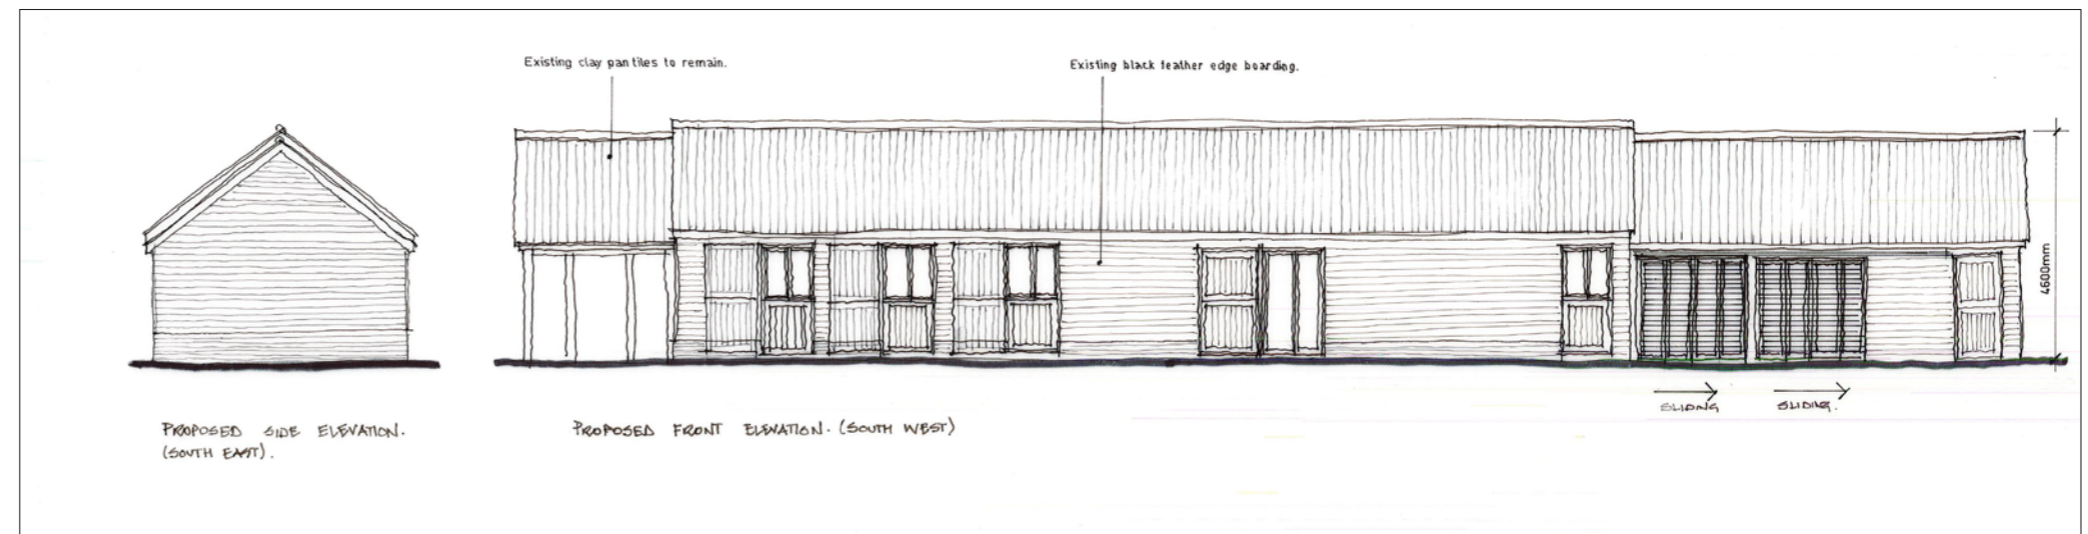 Existing clay pantiles to remain.
Existing black feather edge boarding.
4600mm
SLIDING
SLIDING.
PROPOSED SIDE ELEVATION.
(SOUTH EAST).
PROPOSED FRONT ELEVATION. (SOUTH WEST)